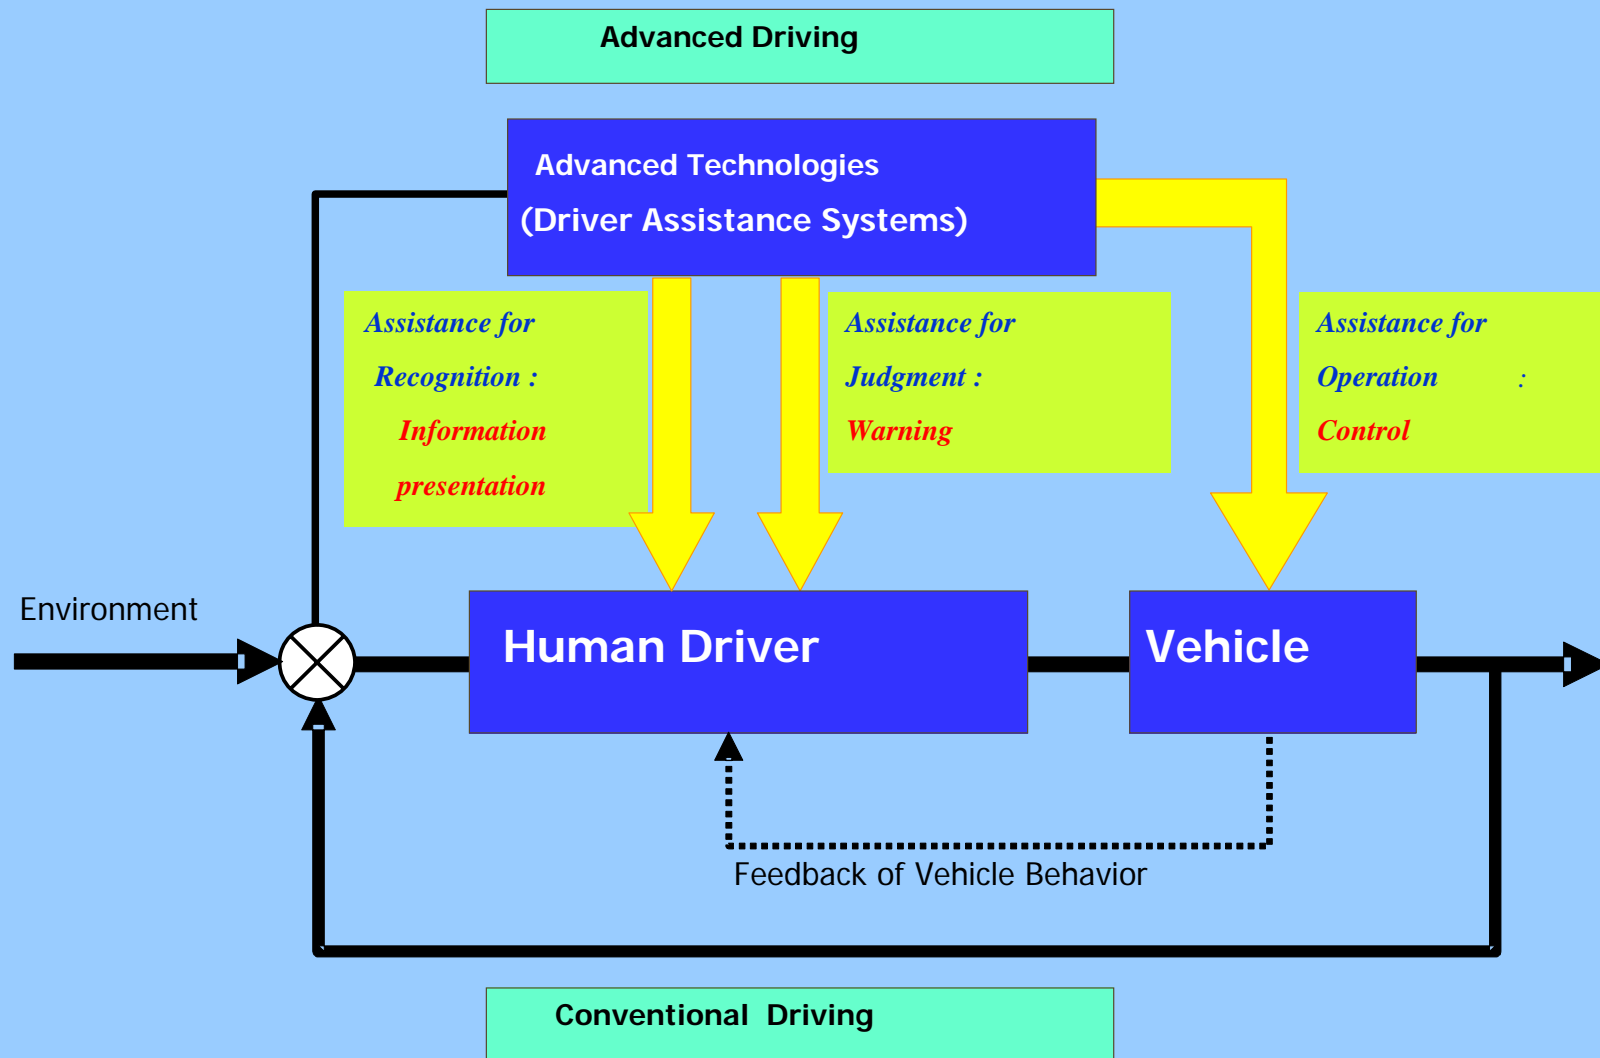 Advanced Driving
Advanced Technologies
(Driver Assistance Systems)
Assistance for
Recognition :
Information
presentation
Assistance for
Judgment :
Warning
Assistance for
Operation :
Control
Environment
Human Driver
Vehicle
Feedback of Vehicle Behavior
Conventional Driving